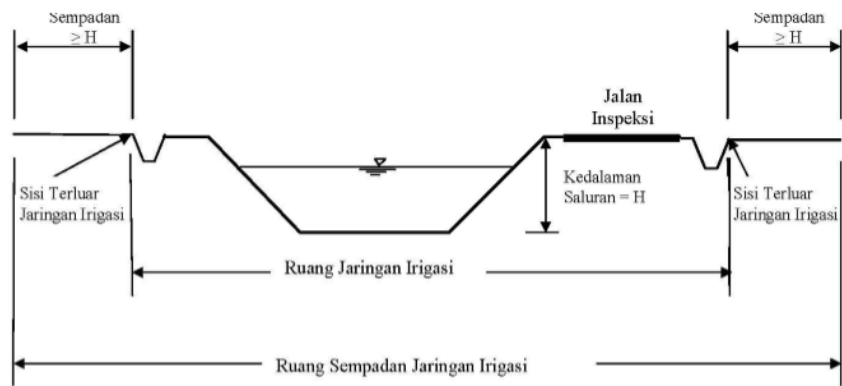 Sempadan
≥ H
Sempadan
≥ H
Jalan
Inspeksi
Sisi Terluar
Jaringan Irigasi
Kedalaman
Saluran = H
Sisi Terluar
Jaringan Irigasi
Ruang Jaringan Irigasi
Ruang Sempadan Jaringan Irigasi